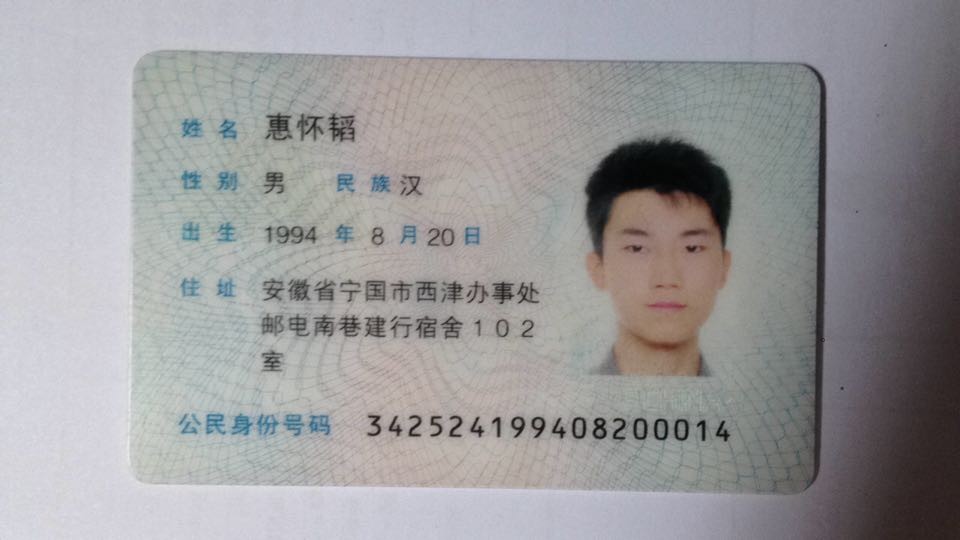 姓名 惠怀韬
性别 男 民族 汉
出生 1994 年 8 月 20 日
住址 安徽省宁国市西津办事处
邮电南巷建行宿舍102
室
公民身份号码 342524199408200014